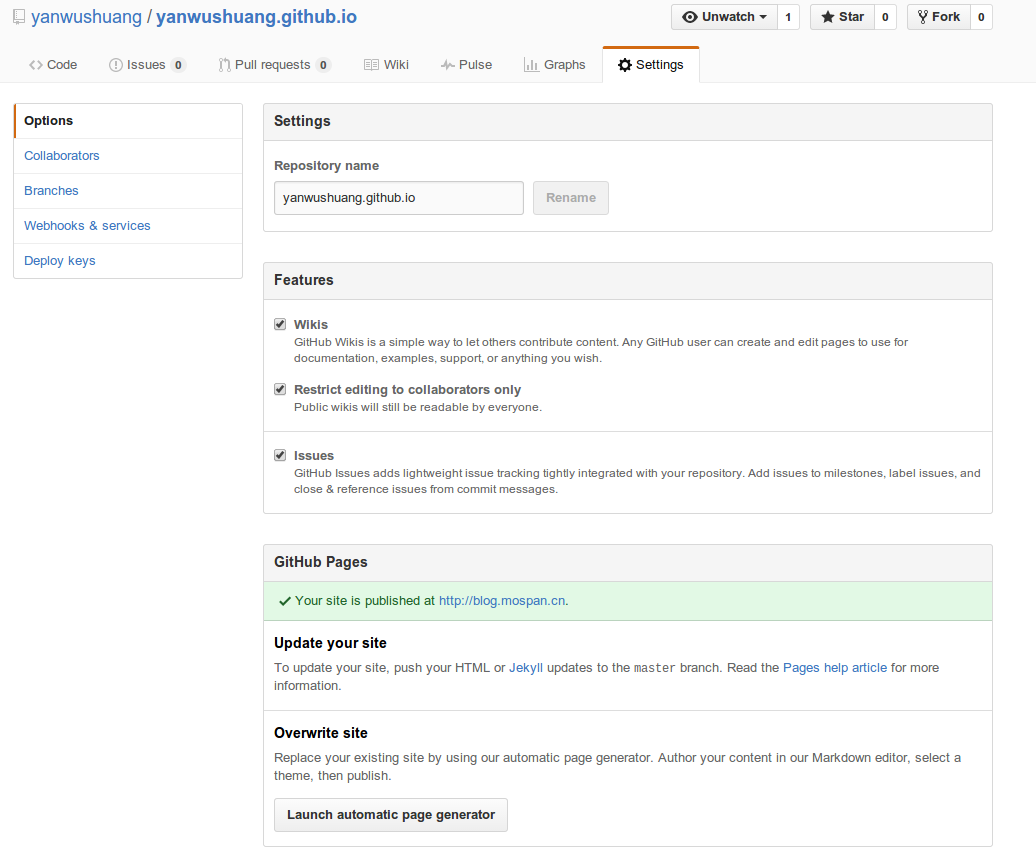 yanwushuang / yanwushuang.github.io
Unwatch 1 Star 0 Fork 0
Code Issues 0 Pull requests 0 Wiki Pulse Graphs Settings
Options
Collaborators
Branches
Webhooks & services
Deploy keys
Settings
Repository name
yanwushuang.github.io Rename
Features
Wikis
GitHub Wikis is a simple way to let others contribute content. Any GitHub user can create and edit pages to use for
documentation, examples, support, or anything you wish.
Restrict editing to collaborators only
Public wikis will still be readable by everyone.
Issues
GitHub Issues adds lightweight issue tracking tightly integrated with your repository. Add issues to milestones, label issues, and
close & reference issues from commit messages.
GitHub Pages
Your site is published at http://blog.mospan.cn.
Update your site
To update your site, push your HTML or Jekyll updates to the master branch. Read the Pages help article for more
information.
Overwrite site
Replace your existing site by using our automatic page generator. Author your content in our Markdown editor, select a
theme, then publish.
Launch automatic page generator